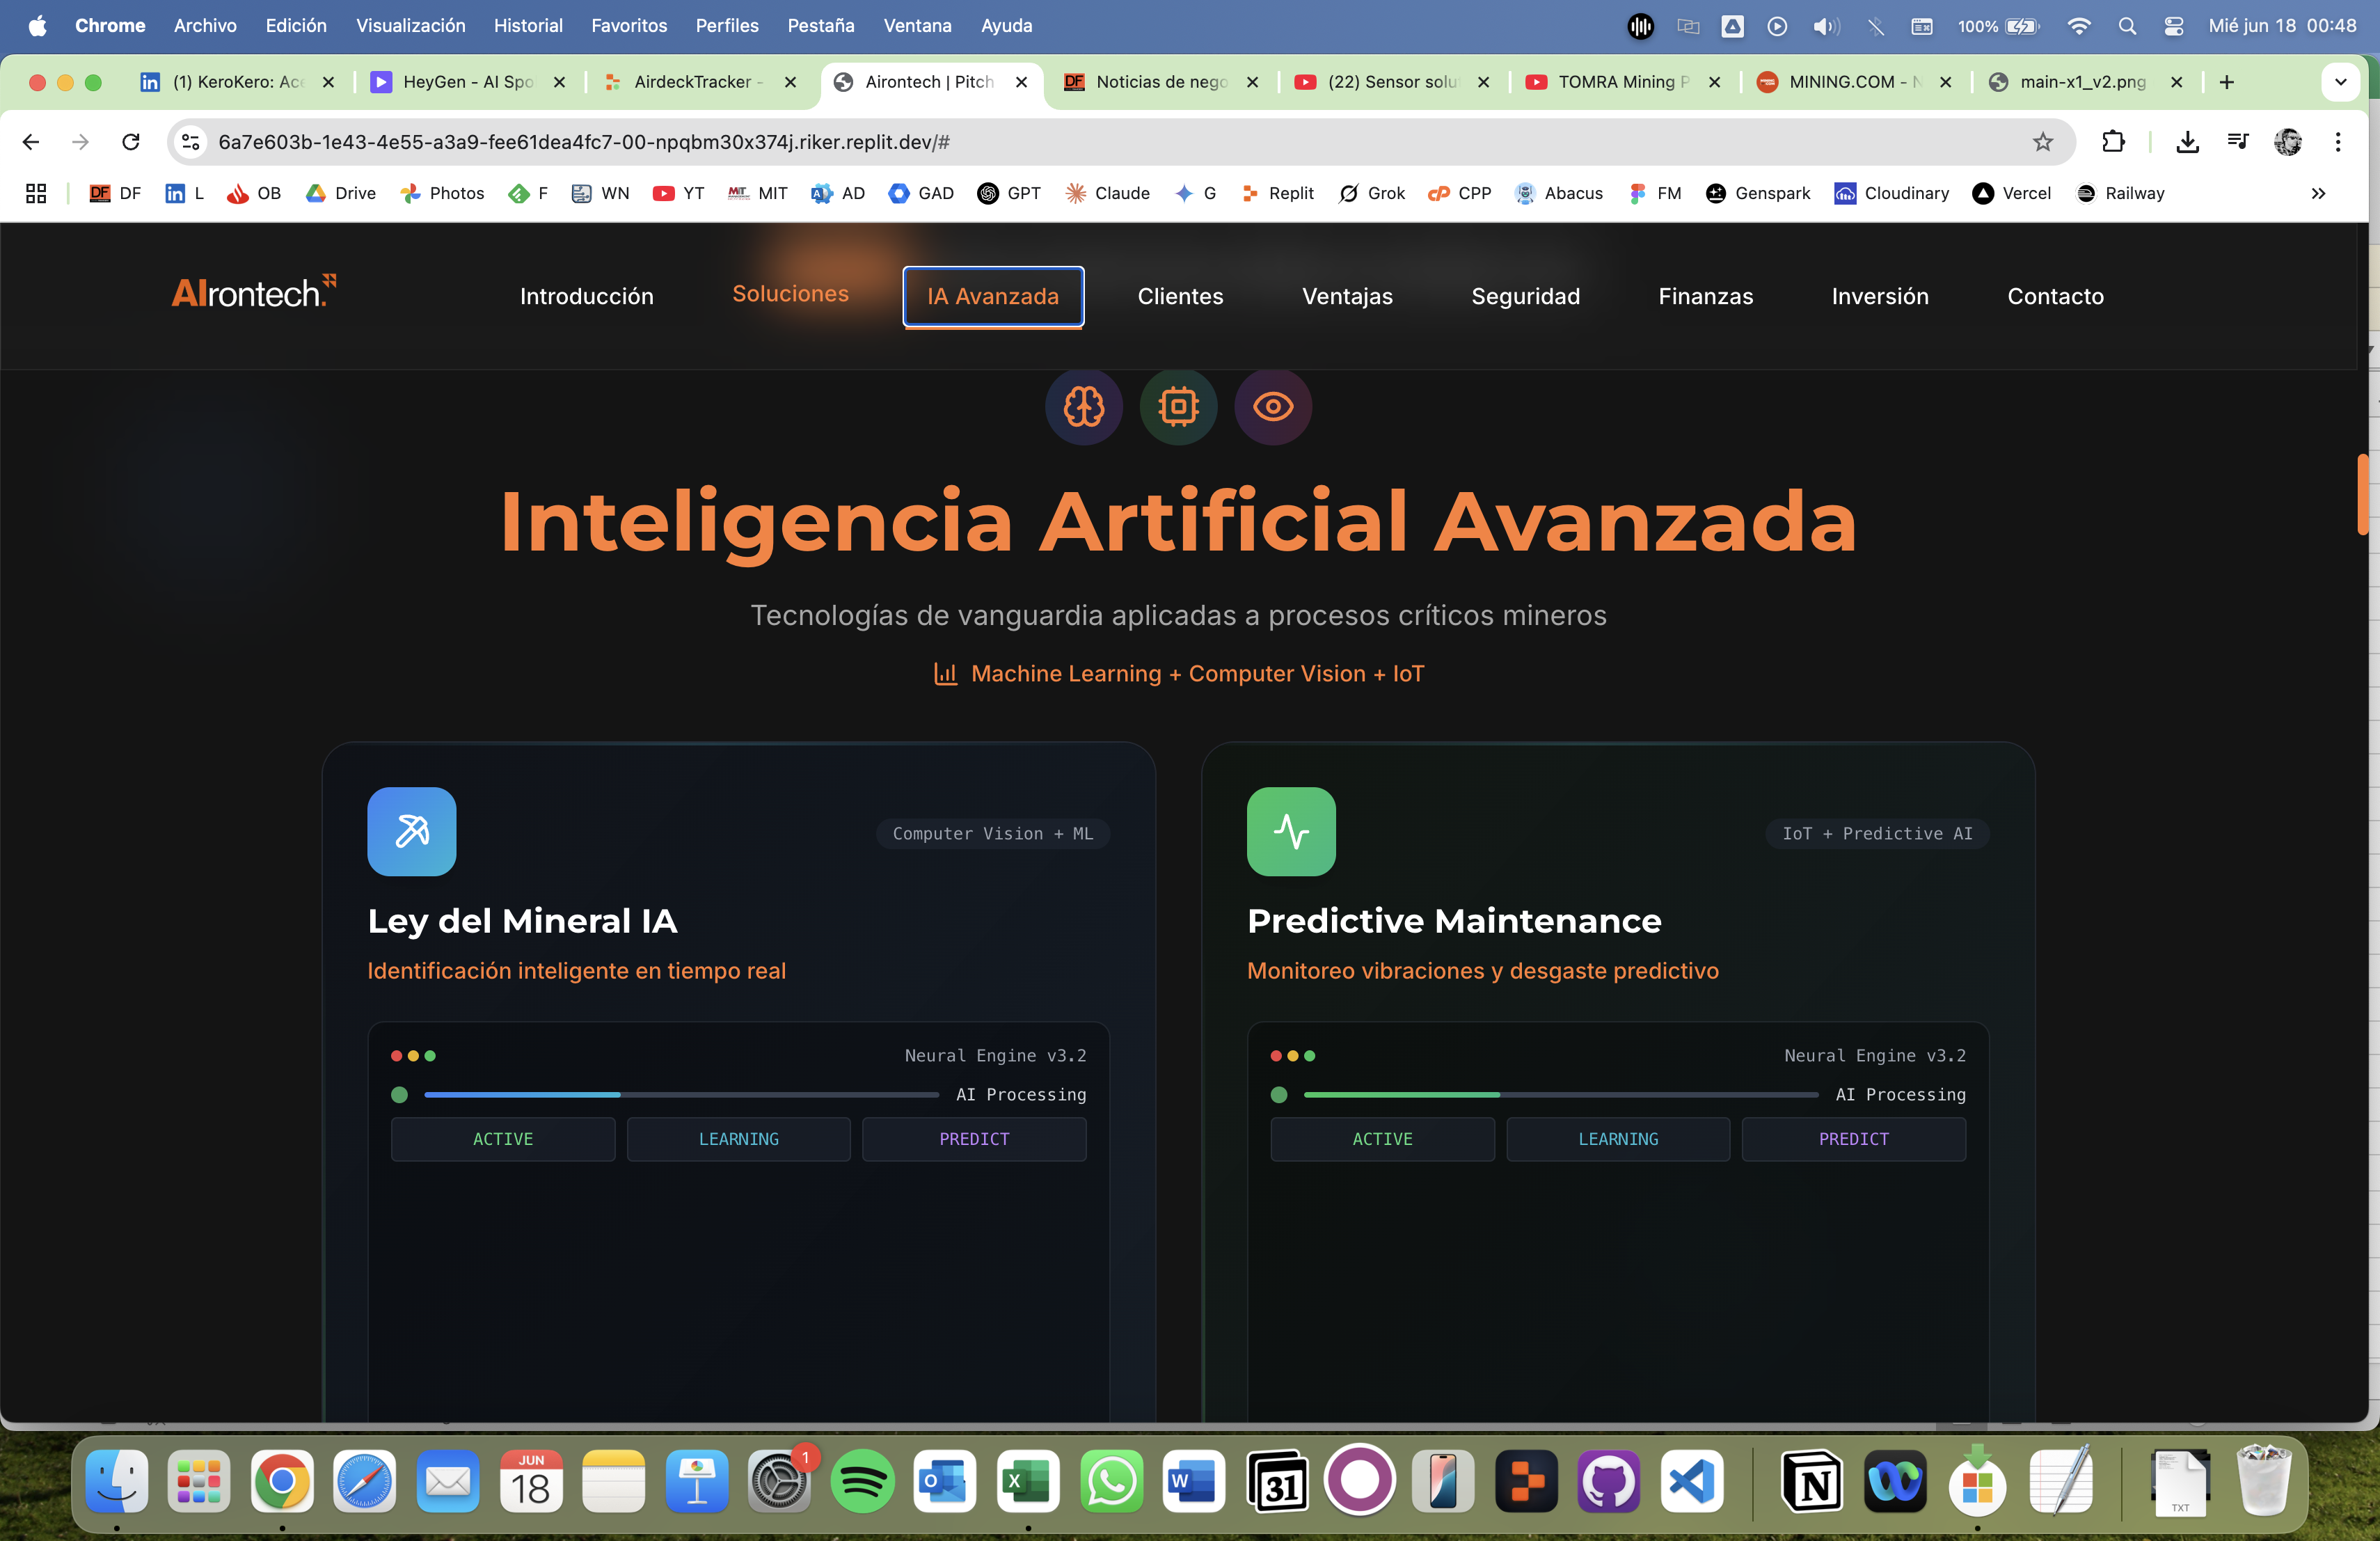 Chrome Archivo Edición Visualización Historial Favoritos Perfiles Pestaña Ventana Ayuda 100% Mié jun 18 00:48
(1) KeroKero: Ace HeyGen - AI Spo AirdeckTracker - Airontech | Pitch Noticias de nego (22) Sensor solu TOMRA Mining P MINING.COM - N main-x1_v2.png
6a7e603b-1e43-4e55-a3a9-fee61dea4fc7-00-npqbm30x374j.riker.replit.dev/#
DF DF L OB Drive Photos F WN YT MIT MIT AD GAD GPT Claude G Replit Grok CPP Abacus FM Genspark Cloudinary Vercel Railway
AIrontech. Introducción Soluciones IA Avanzada Clientes Ventajas Seguridad Finanzas Inversión Contacto
Inteligencia Artificial Avanzada
Tecnologías de vanguardia aplicadas a procesos críticos mineros
Machine Learning + Computer Vision + IoT
Computer Vision + ML
Ley del Mineral IA
Identificación inteligente en tiempo real
Neural Engine v3.2
AI Processing
ACTIVE LEARNING PREDICT
IoT + Predictive AI
Predictive Maintenance
Monitoreo vibraciones y desgaste predictivo
Neural Engine v3.2
AI Processing
ACTIVE LEARNING PREDICT
JUN
18
1
31
TXT